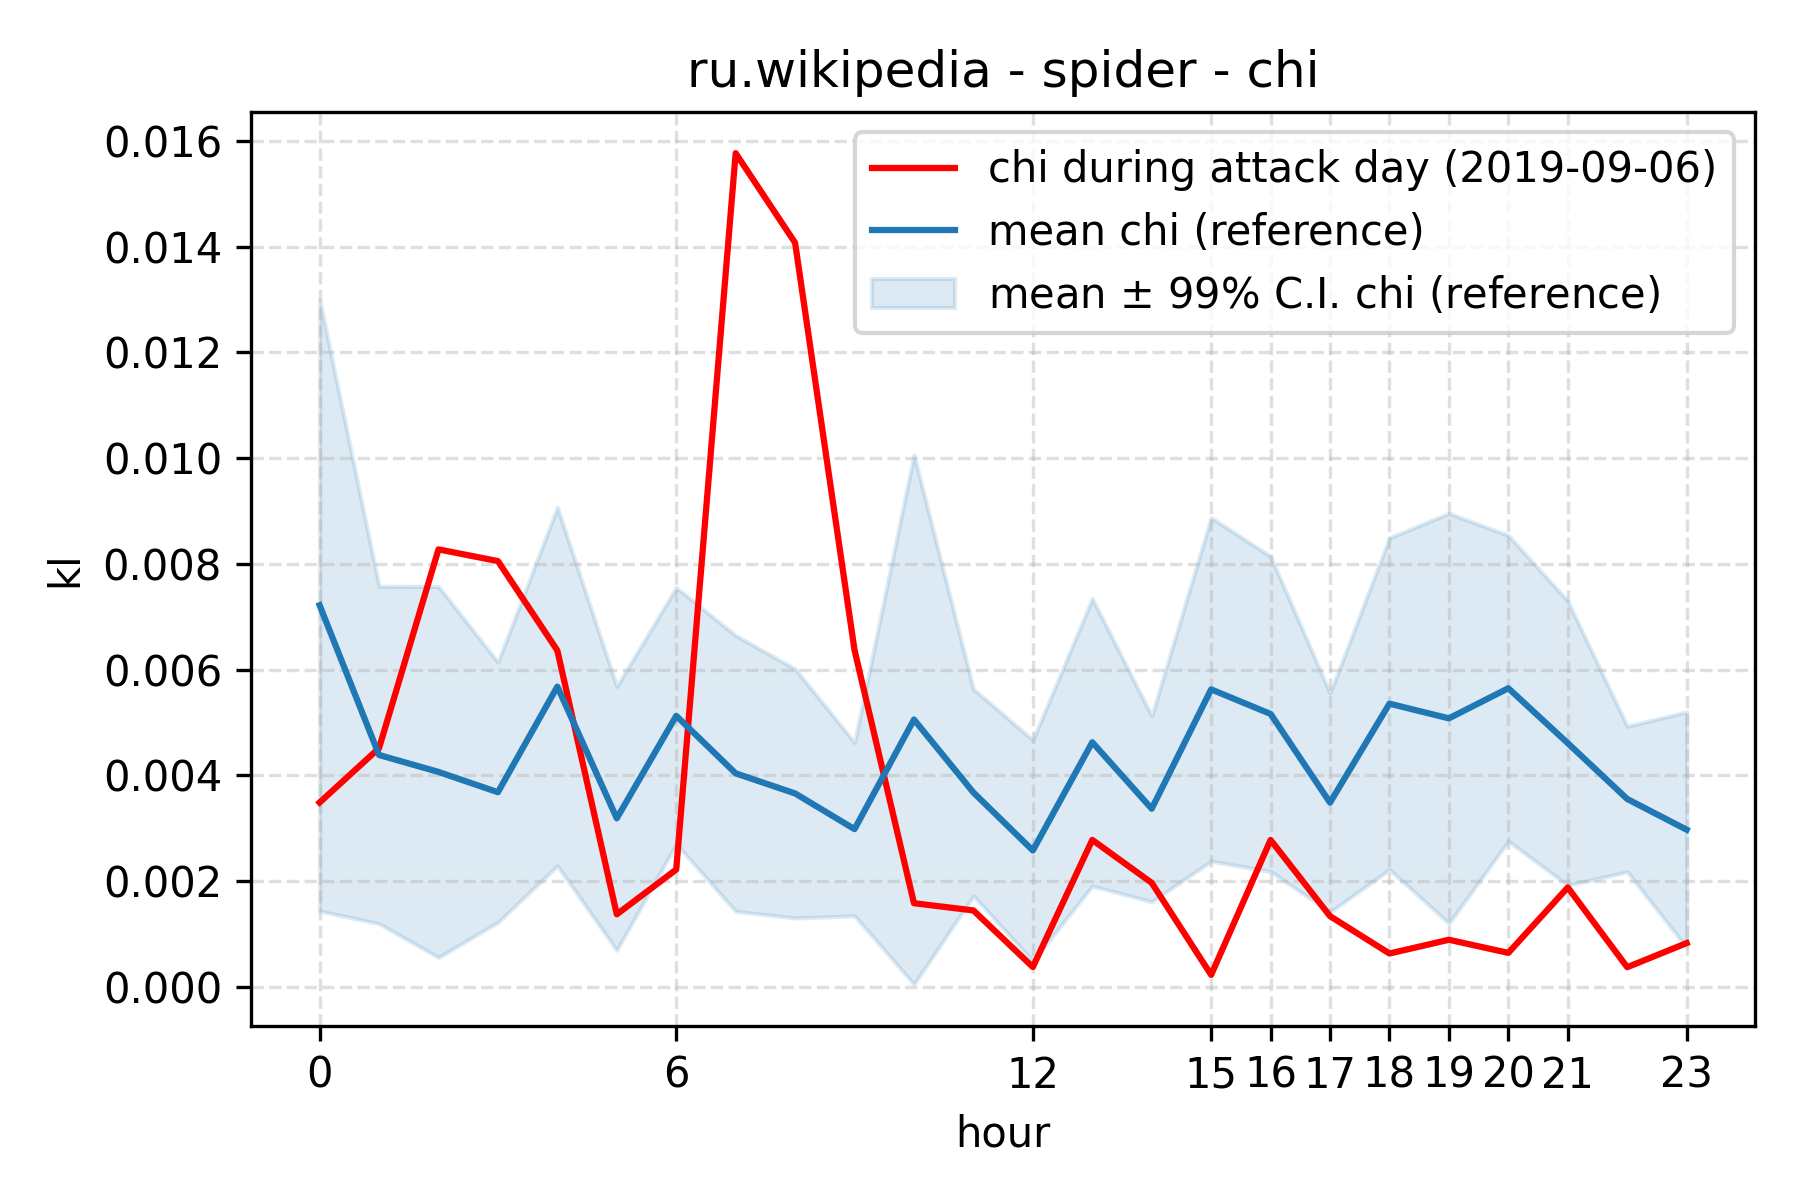 ru.wikipedia - spider - chi
chi during attack day (2019-09-06)
mean chi (reference)
mean ± 99% C.I. chi (reference)
kl
0.016
0.014
0.012
0.010
0.008
0.006
0.004
0.002
0.000
0 6 12 15 16 17 18 19 20 21 23
hour